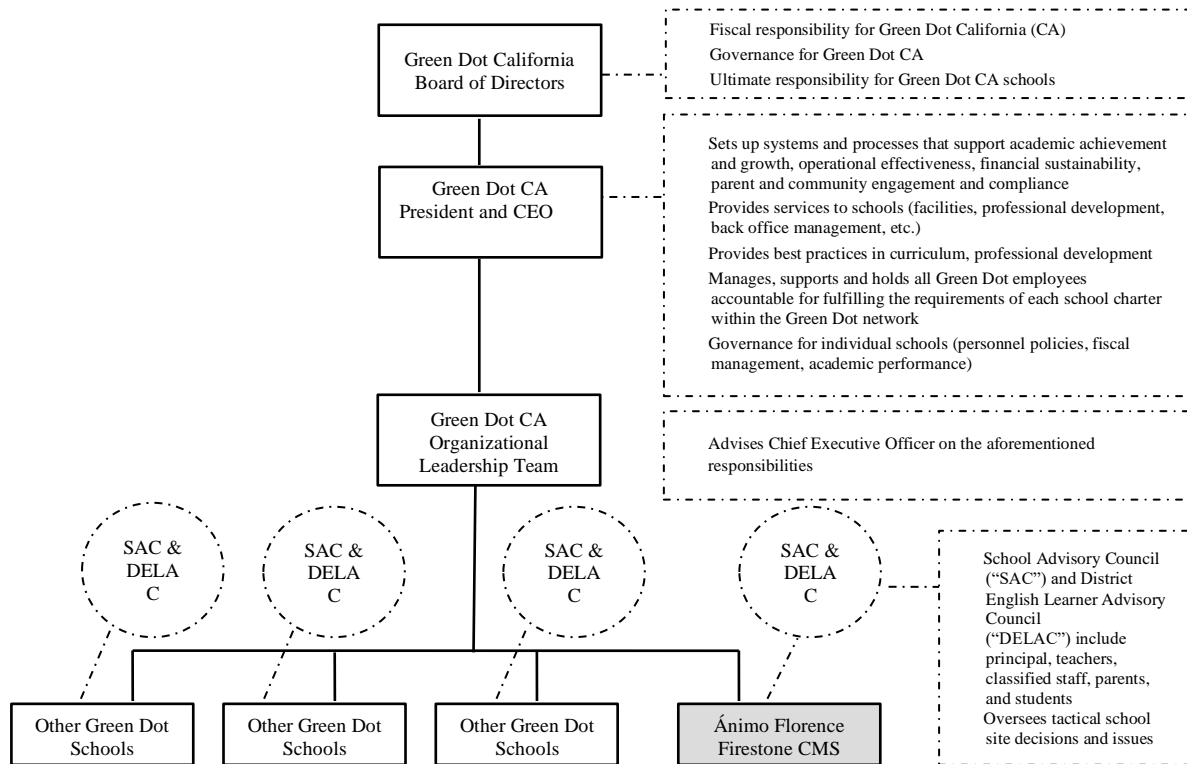 Green Dot California
Board of Directors
Fiscal responsibility for Green Dot California (CA)
Governance for Green Dot CA
Ultimate responsibility for Green Dot CA schools
Green Dot CA
President and CEO
Sets up systems and processes that support academic achievement
and growth, operational effectiveness, financial sustainability,
parent and community engagement and compliance
Provides services to schools (facilities, professional development,
back office management, etc.)
Provides best practices in curriculum, professional development
Manages, supports and holds all Green Dot employees
accountable for fulfilling the requirements of each school charter
within the Green Dot network
Governance for individual schools (personnel policies, fiscal
management, academic performance)
Green Dot CA
Organizational
Leadership Team
Advises Chief Executive Officer on the aforementioned
responsibilities
SAC &
DELA
C
SAC &
DELA
C
SAC &
DELA
C
SAC &
DELA
C
School Advisory Council
(“SAC”) and District
English Learner Advisory
Council
(“DELAC”) include
principal, teachers,
classified staff, parents,
and students
Oversees tactical school
site decisions and issues
Other Green Dot
Schools
Other Green Dot
Schools
Other Green Dot
Schools
Ánimo Florence
Firestone CMS